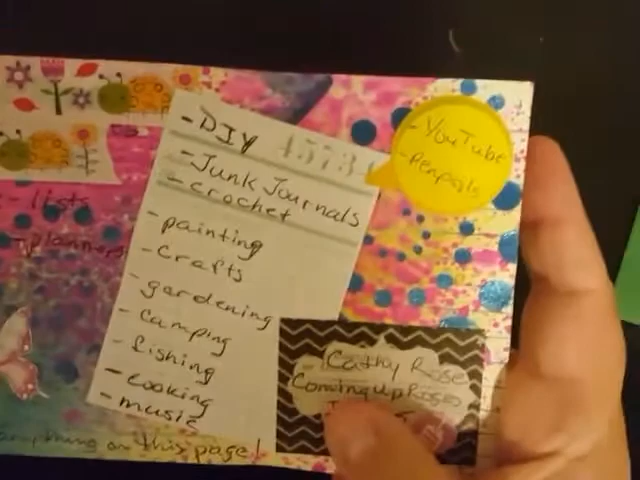 - lists
- planners
- DIY 45734
- Junk Journals
- crochet
- painting
- crafts
- gardening
- camping
- fishing
- cooking
- music
- YouTube
- Penpals
Cathy Rose
ComingUpRoses
on this page!